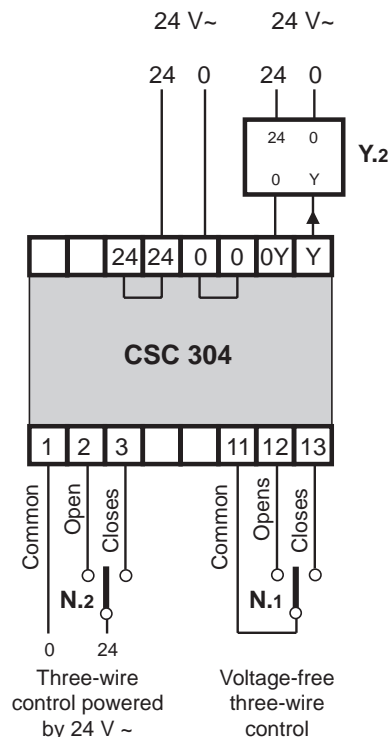 24 V~ 24 V~
24 0 24 0
24 0
Y.2
0 Y
24 24 0 0 0Y Y
CSC 304
1 2 3 11 12 13
Common Open Closes Common Opens Closes
N.2 N.1
0 24
Three-wire
control powered
by 24 V ~
Voltage-free
three-wire
control